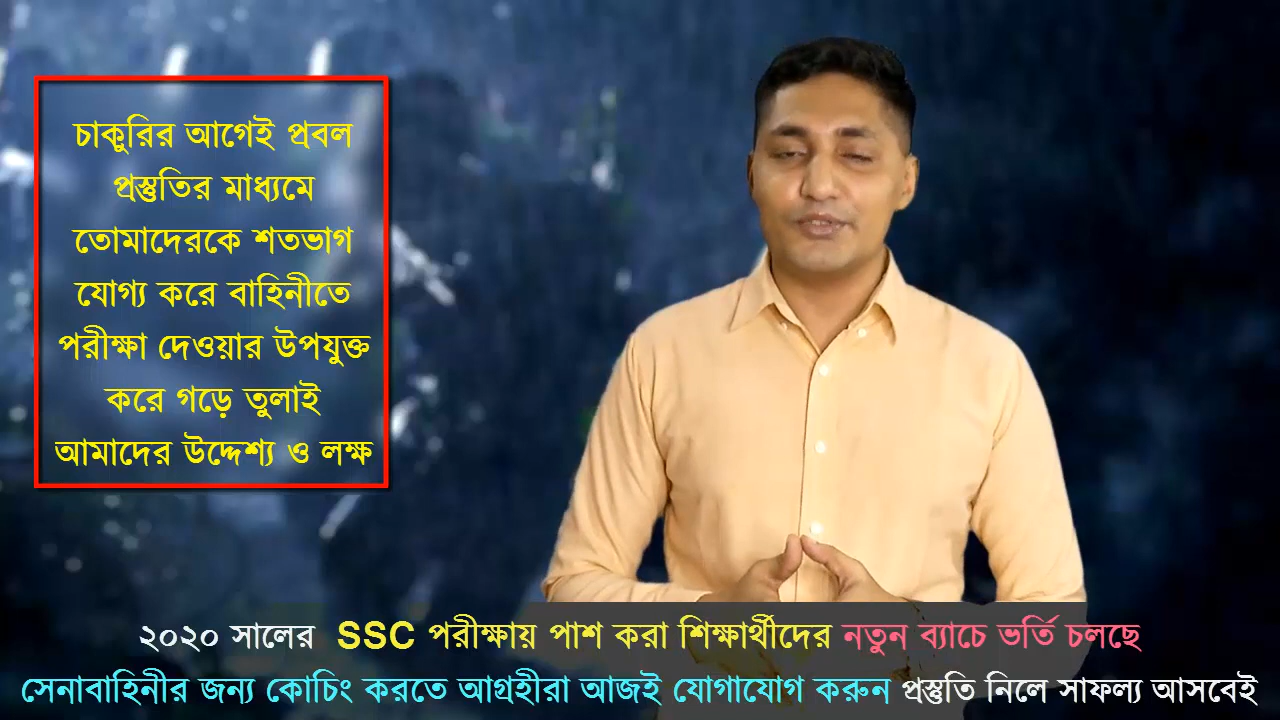 চাকুরির আগেই প্রবল
প্রস্তুতির মাধ্যমে
তোমাদেরকে শতভাগ
যোগ্য করে বাহিনীতে
পরীক্ষা দেওয়ার উপযুক্ত
করে গড়ে তুলাই
আমাদের উদ্দেশ্য ও লক্ষ
২০২০ সালের SSC পরীক্ষায় পাশ করা শিক্ষার্থীদের নতুন ব্যাচে ভর্তি চলছে
সেনাবাহিনীর জন্য কোচিং করতে আগ্রহীরা আজই যোগাযোগ করুন প্রস্তুতি নিলে সাফল্য আসবেই